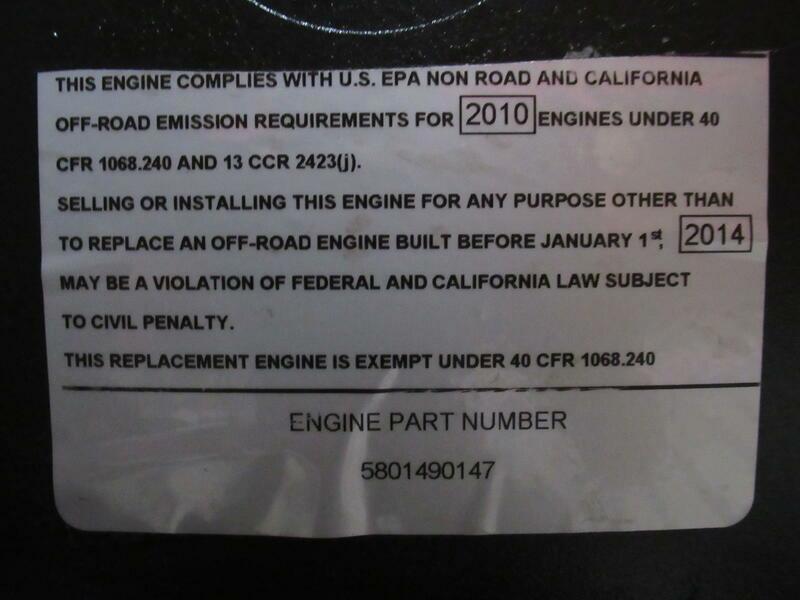 THIS ENGINE COMPLIES WITH U.S. EPA NON ROAD AND CALIFORNIA
OFF-ROAD EMISSION REQUIREMENTS FOR 2010 ENGINES UNDER 40
CFR 1068.240 AND 13 CCR 2423(j).
SELLING OR INSTALLING THIS ENGINE FOR ANY PURPOSE OTHER THAN
TO REPLACE AN OFF-ROAD ENGINE BUILT BEFORE JANUARY 1st, 2014
MAY BE A VIOLATION OF FEDERAL AND CALIFORNIA LAW SUBJECT
TO CIVIL PENALTY.
THIS REPLACEMENT ENGINE IS EXEMPT UNDER 40 CFR 1068.240
ENGINE PART NUMBER
5801490147